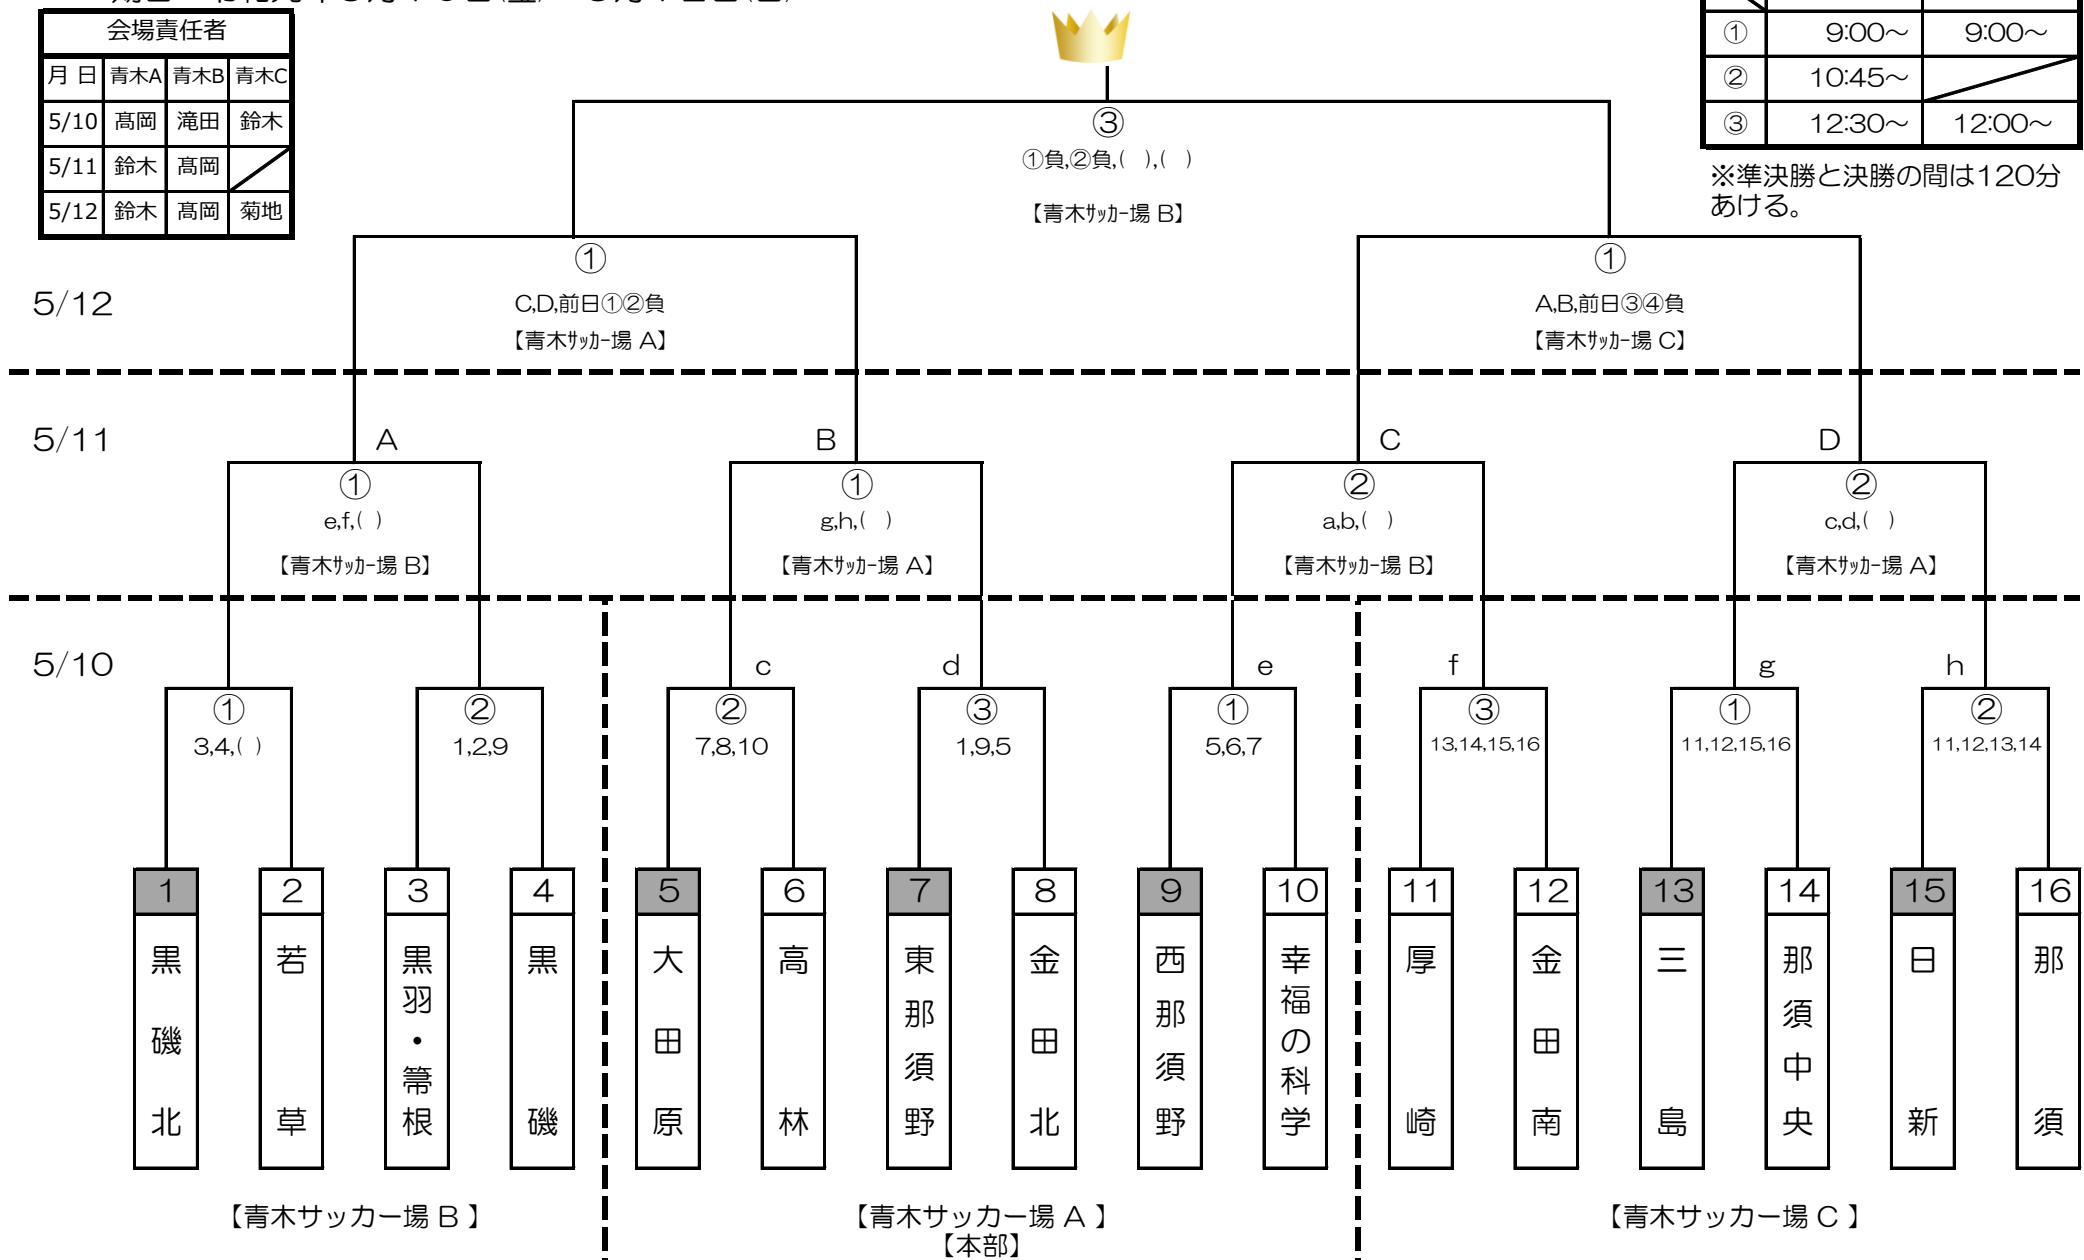 会場責任者
月 日 青木A 青木B 青木C
5/10 髙岡 滝田 鈴木
5/11 鈴木 髙岡
5/12 鈴木 髙岡 菊地
① 9:00～ 9:00～
② 10:45～
③ 12:30～ 12:00～
※準決勝と決勝の間は120分
あける。
③
①負,②負,( ),( )
【青木ｻｯｶｰ場 B】
5/12
① ①
C,D,前日①②負 A,B,前日③④負
【青木ｻｯｶｰ場 A】 【青木ｻｯｶｰ場 C】
5/11 A B C D
① ① ② ②
e,f,( ) g,h,( ) a,b,( ) c,d,( )
【青木ｻｯｶｰ場 B】 【青木ｻｯｶｰ場 A】 【青木ｻｯｶｰ場 B】 【青木ｻｯｶｰ場 A】
5/10 c d e f g h
① ② ② ③ ① ③ ① ②
3,4,( ) 1,2,9 7,8,10 1,9,5 5,6,7 13,14,15,16 11,12,15,16 11,12,13,14
1 2 3 4 5 6 7 8 9 10 11 12 13 14 15 16
黒磯北
若草
黒羽・箒根
黒磯
大田原
高林
東那須野
金田北
西那須野
幸福の科学
厚崎
金田南
三島
那須中央
日新
那須
【青木サッカー場 B 】 【青木サッカー場 A 】 【青木サッカー場 C 】
【本部】